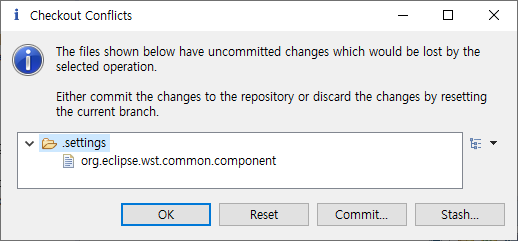 Checkout Conflicts
The files shown below have uncommitted changes which would be lost by the
selected operation.
Either commit the changes to the repository or discard the changes by resetting
the current branch.
.settings
org.eclipse.wst.common.component
OK
Reset
Commit...
Stash...